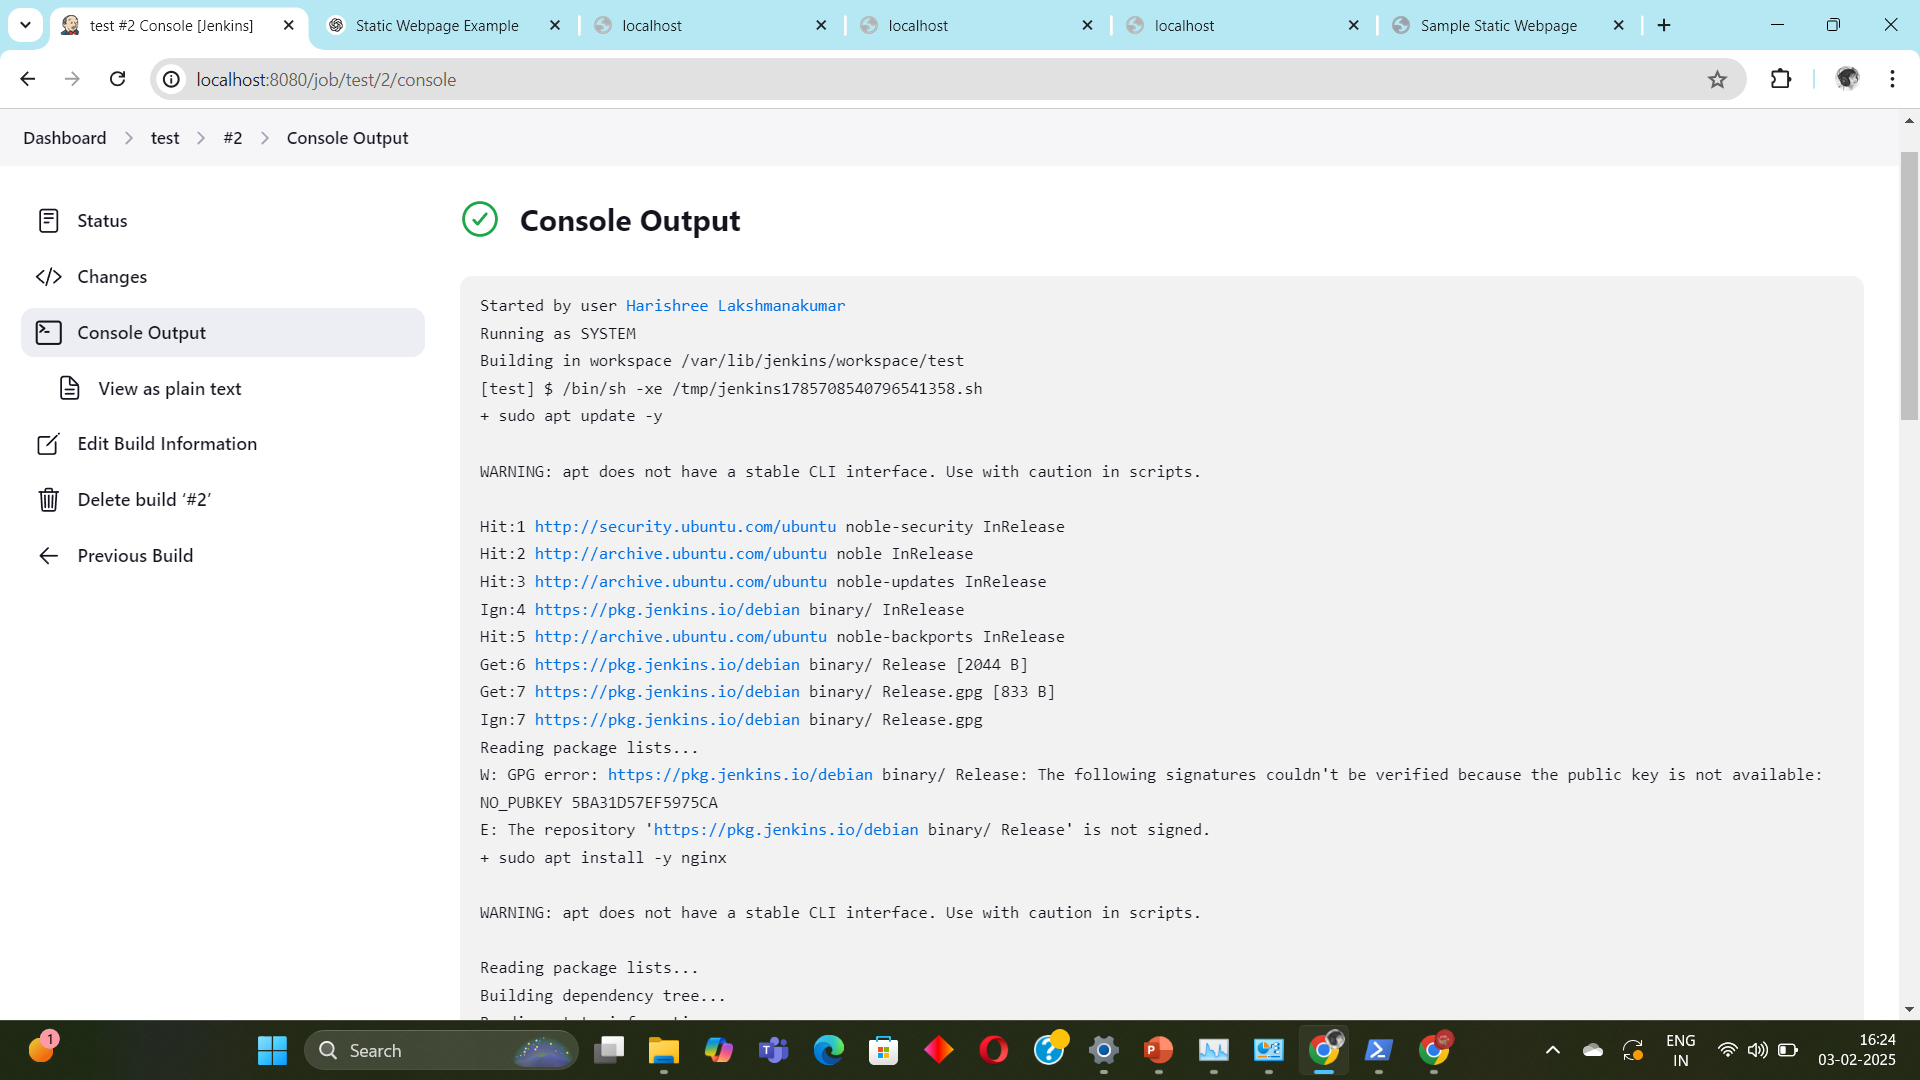 test #2 Console [Jenkins]
Static Webpage Example
localhost
localhost
localhost
Sample Static Webpage
localhost:8080/job/test/2/console
Dashboard
test
#2
Console Output
Status
Changes
Console Output
View as plain text
Edit Build Information
Delete build ‘#2’
Previous Build
Console Output
Started by user Harishree Lakshmanakumar
Running as SYSTEM
Building in workspace /var/lib/jenkins/workspace/test
[test] $ /bin/sh -xe /tmp/jenkins1785708540796541358.sh
+ sudo apt update -y
WARNING: apt does not have a stable CLI interface. Use with caution in scripts.
Hit:1 http://security.ubuntu.com/ubuntu noble-security InRelease
Hit:2 http://archive.ubuntu.com/ubuntu noble InRelease
Hit:3 http://archive.ubuntu.com/ubuntu noble-updates InRelease
Ign:4 https://pkg.jenkins.io/debian binary/ InRelease
Hit:5 http://archive.ubuntu.com/ubuntu noble-backports InRelease
Get:6 https://pkg.jenkins.io/debian binary/ Release [2044 B]
Get:7 https://pkg.jenkins.io/debian binary/ Release.gpg [833 B]
Ign:7 https://pkg.jenkins.io/debian binary/ Release.gpg
Reading package lists...
W: GPG error: https://pkg.jenkins.io/debian binary/ Release: The following signatures couldn't be verified because the public key is not available:
NO_PUBKEY 5BA31D57EF5975CA
E: The repository 'https://pkg.jenkins.io/debian binary/ Release' is not signed.
+ sudo apt install -y nginx
WARNING: apt does not have a stable CLI interface. Use with caution in scripts.
Reading package lists...
Building dependency tree...
1
Search
ENG
IN
16:24
03-02-2025